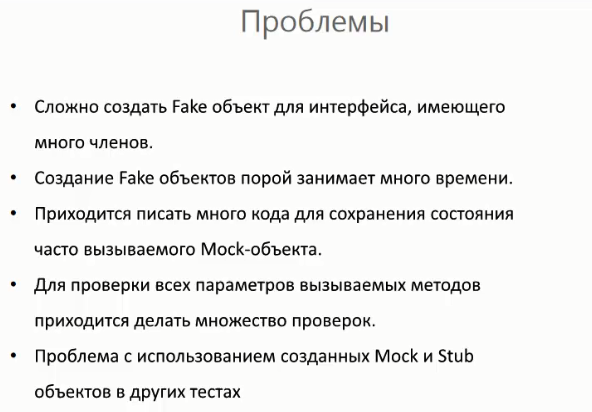 Проблемы
• Сложно создать Fake объект для интерфейса, имеющего
много членов.
• Создание Fake объектов порой занимает много времени.
• Приходится писать много кода для сохранения состояния
часто вызываемого Mock-объекта.
• Для проверки всех параметров вызываемых методов
приходится делать множество проверок.
• Проблема с использованием созданных Mock и Stub
объектов в других тестах